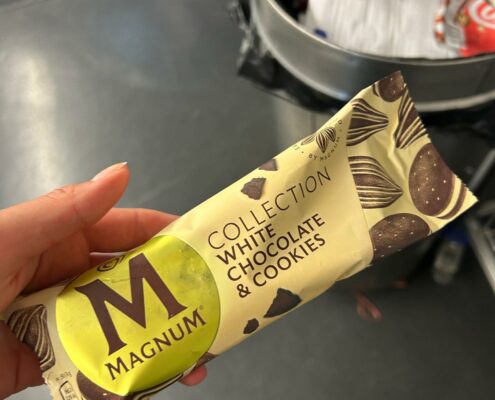 COLLECTION
WHITE
CHOCOLATE
& COOKIES
M
MAGNUM